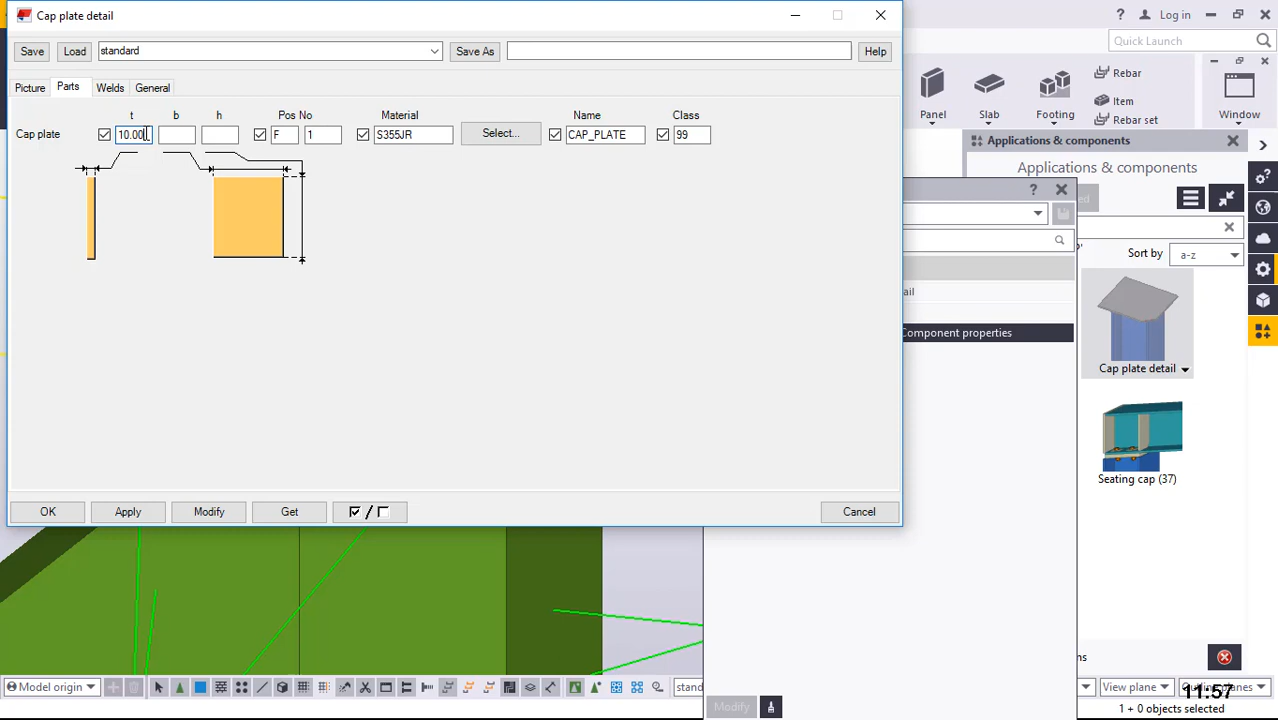 Cap plate detail
Log in
Save
Load
standard
Save As
Help
Quick Launch
Picture
Parts
Welds
General
Panel
Slab
Footing
Rebar
Item
Rebar set
Window
t
b
h
Pos No
Material
Name
Class
Cap plate
10.00
F
1
S355JR
Select...
CAP_PLATE
99
Applications & components
Applications & components
Sort by
a-z
Component properties
Cap plate detail
Seating cap (37)
OK
Apply
Modify
Get
/
Cancel
Model origin
View plane
Outline planes
11:57
Modify
1 + 0 objects selected